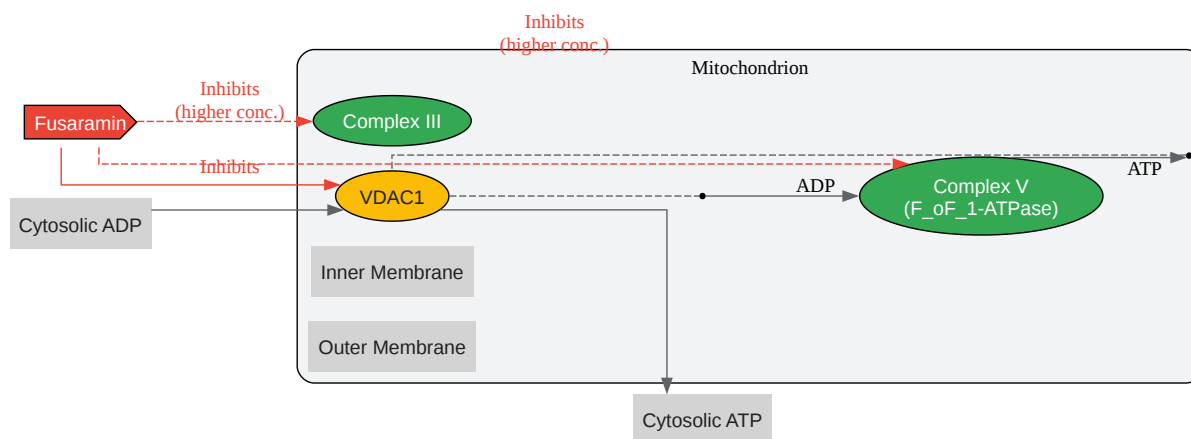 Inhibits
(higher conc.)
Mitochondrion
Inhibits
(higher conc.)
Fusaramin
Complex III
Inhibits
ATP
VDAC1
ADP
Complex V
(F_oF_1-ATPase)
Cytosolic ADP
Inner Membrane
Outer Membrane
Cytosolic ATP